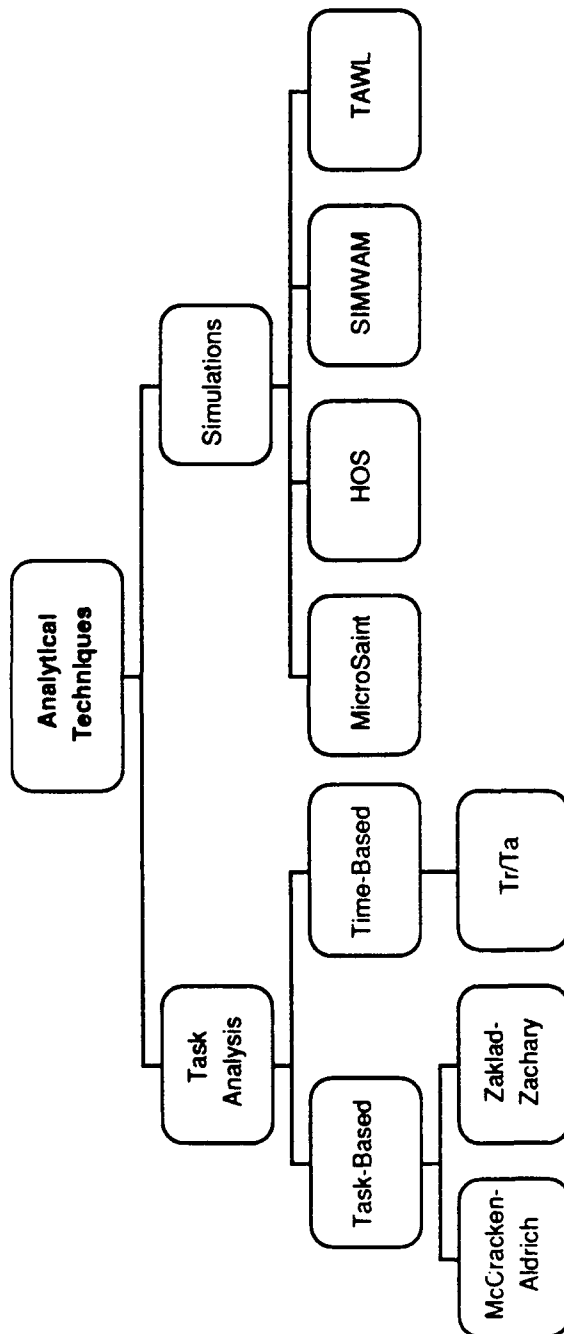 Analytical
Techniques
Task
Analysis
Simulations
Task-Based
Time-Based
MicroSaint
HOS
SIMWAM
TAWL
McCracken-
Aldrich
Zaklad-
Zachary
Tr/Ta